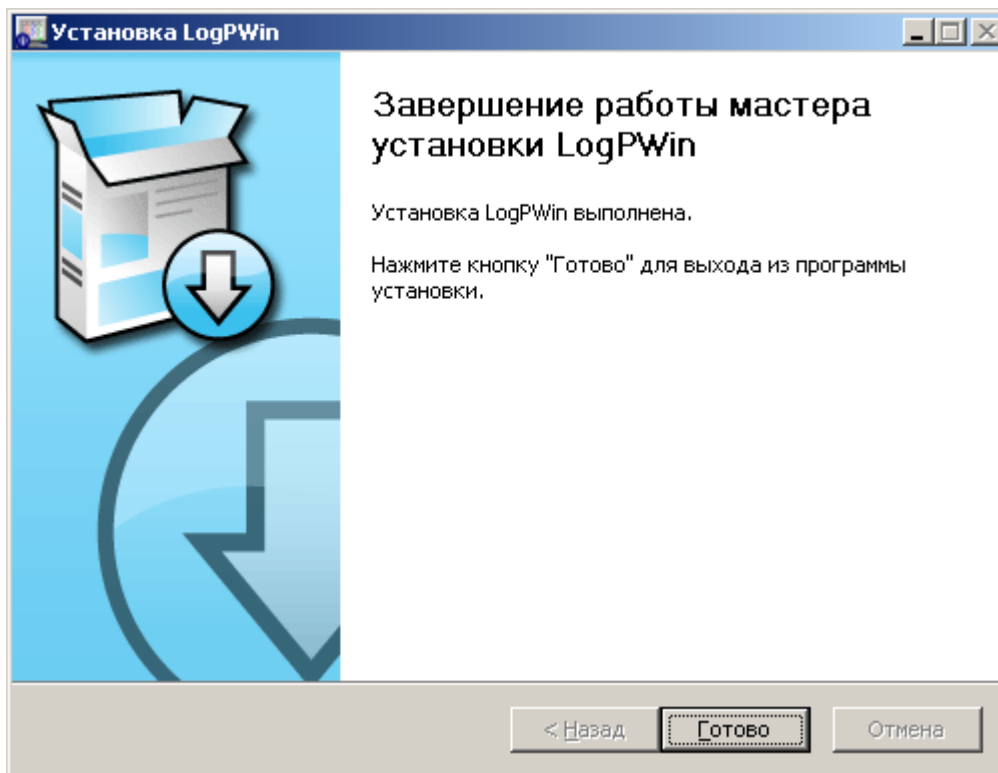 Установка LogPWin
Завершение работы мастера
установки LogPWin
Установка LogPWin выполнена.
Нажмите кнопку "Готово" для выхода из программы
установки.
< Назад
Готово
Отмена